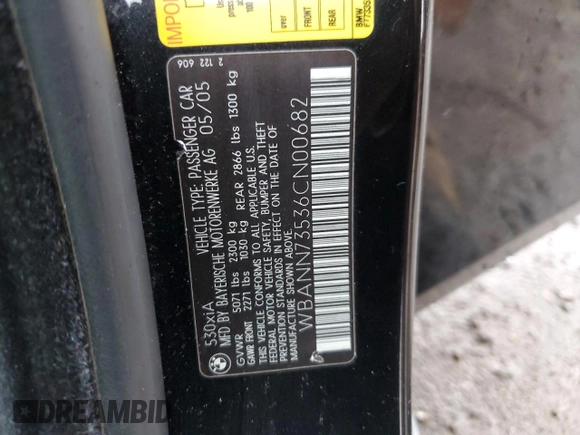 530xiA
VEHICLE TYPE: PASSENGER CAR
MFD BY BAYERISCHE MOTORENWERKE AG 05/05
GVWR 5071 lbs 2300 kg
GAWR FRONT 2271 lbs 1030 kg REAR 2866 lbs 1300 kg
THIS VEHICLE CONFORMS TO ALL APPLICABLE U.S.
FEDERAL MOTOR VEHICLE SAFETY, BUMPER AND THEFT
PREVENTION STANDARDS IN EFFECT ON THE DATE OF
MANUFACTURE SHOWN ABOVE.
WBANN73536CN00682
2 122 606
over
FRONT
REAR
BMW
DREAMBID